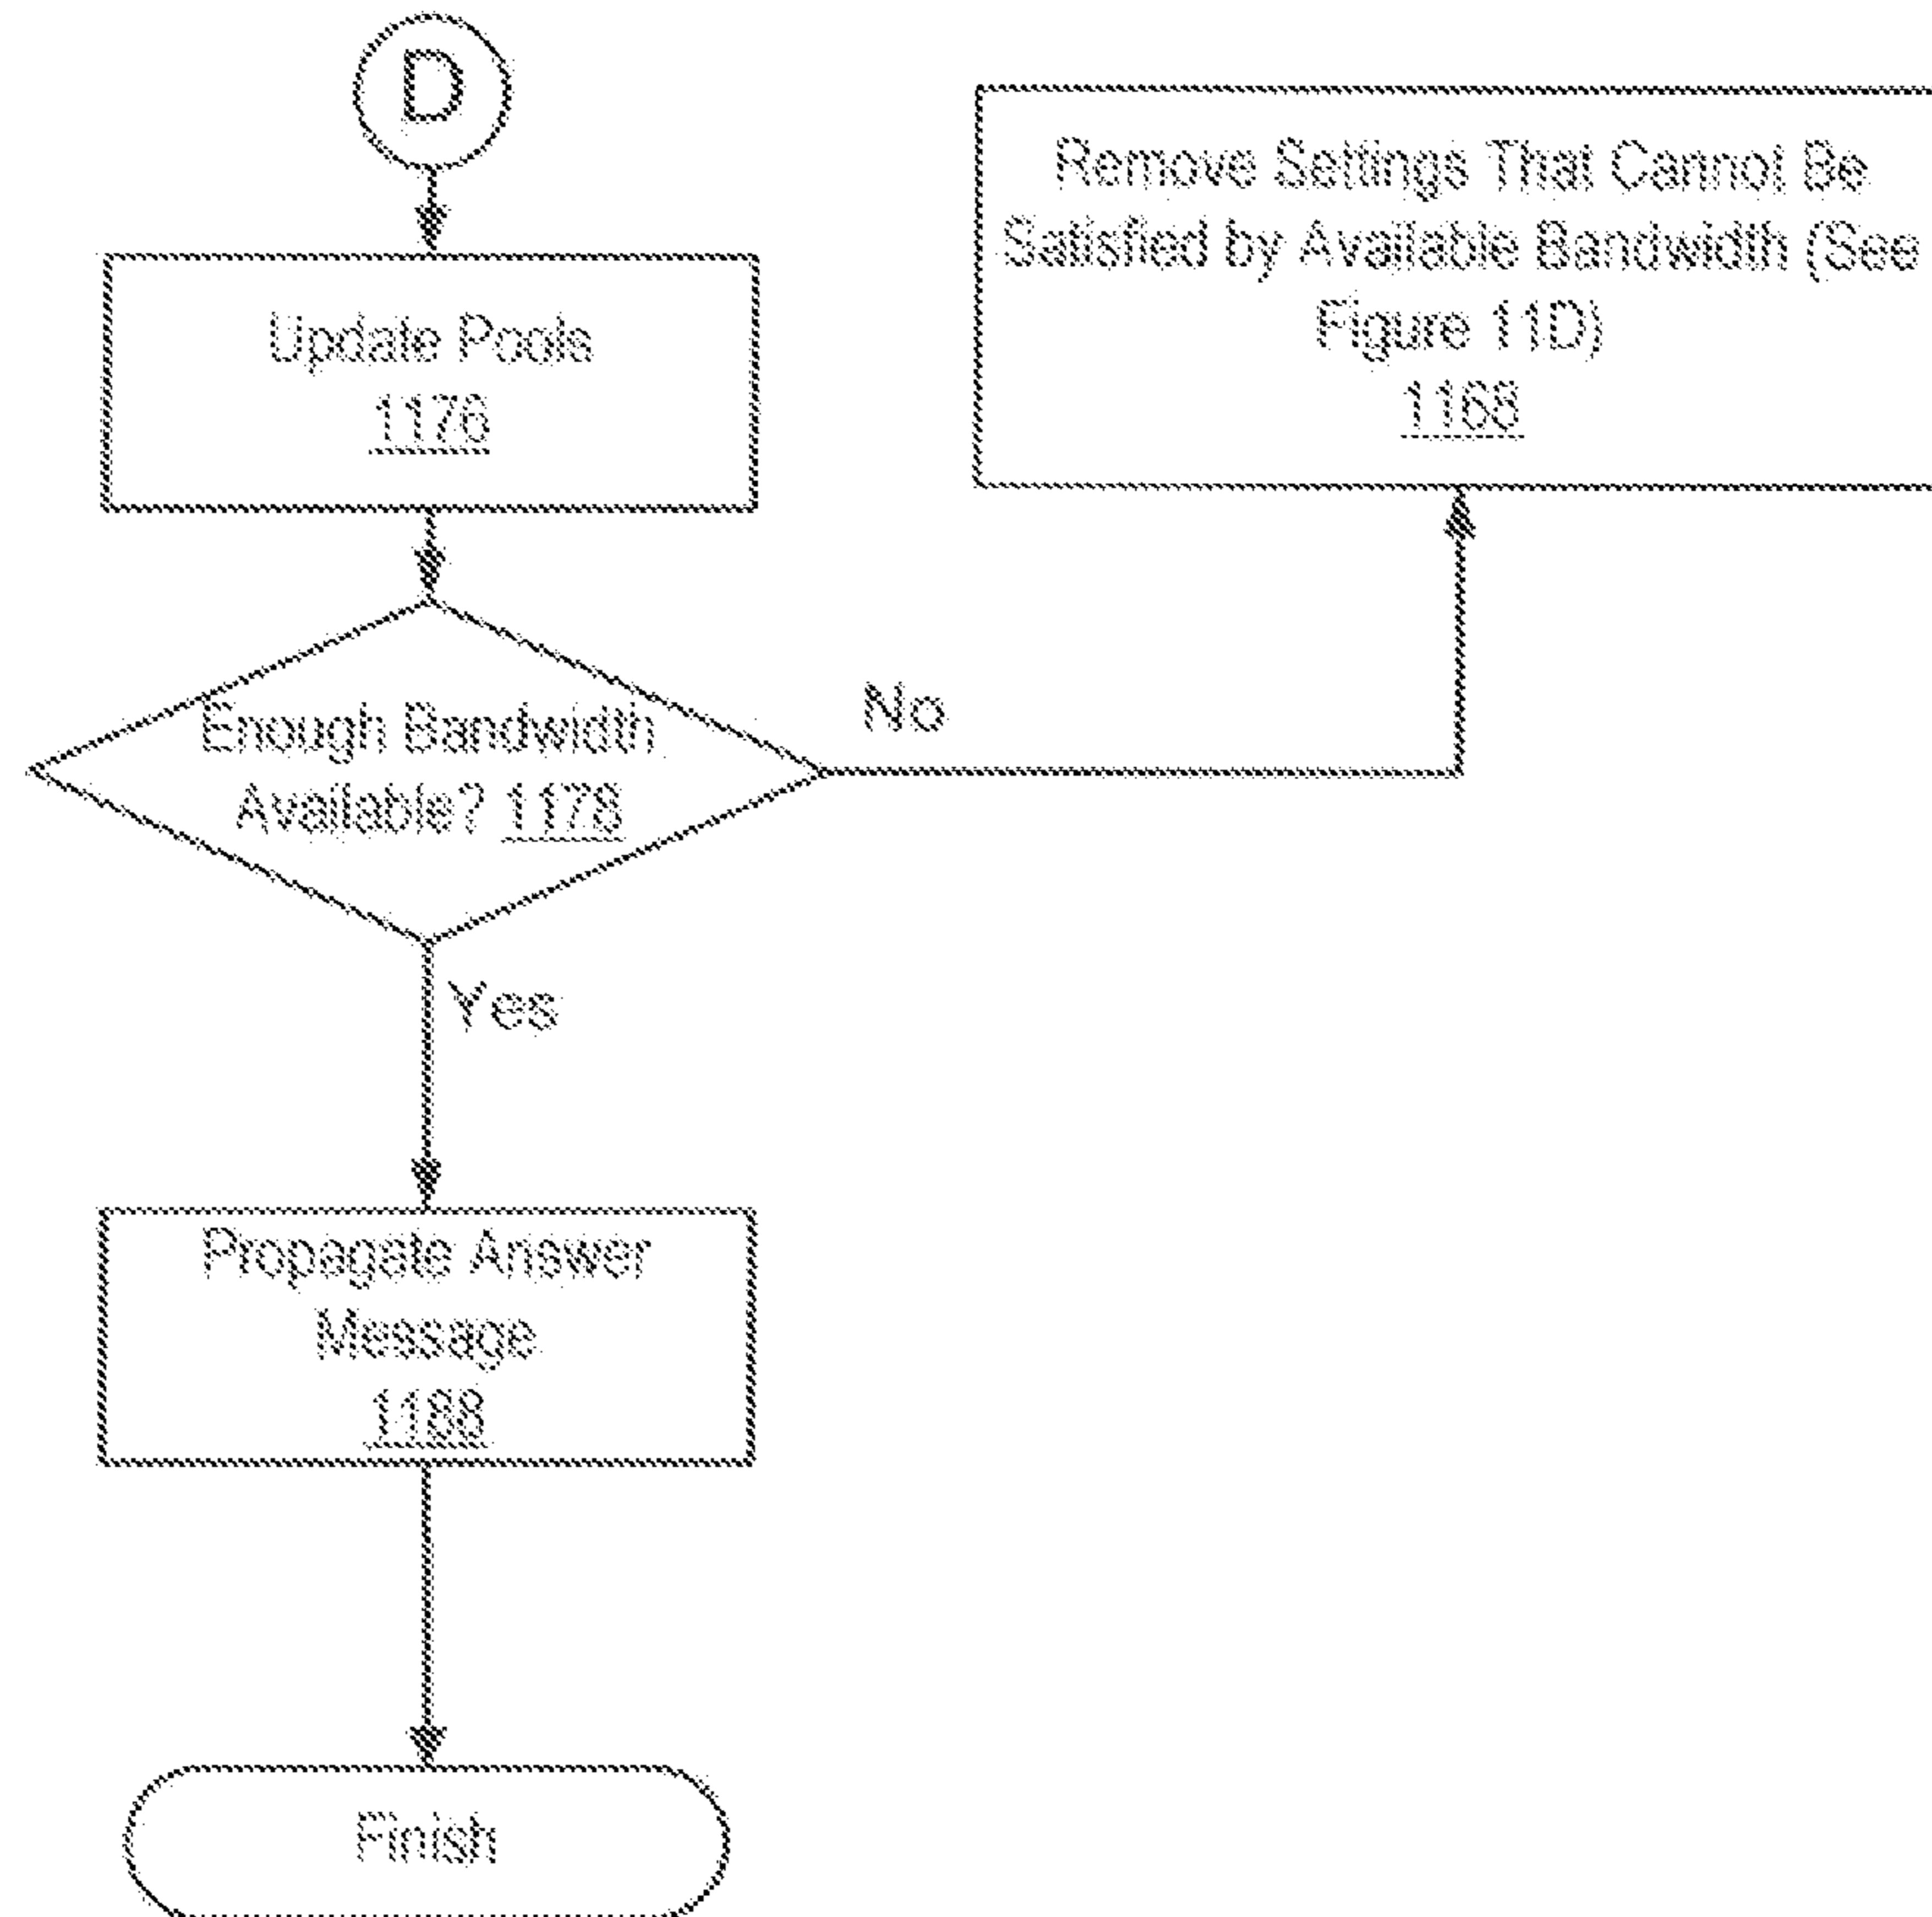 D
Update Pools
1176
Enough Bandwidth
Available? 1178
No
Remove Settings That Cannot Be
Satisfied by Available Bandwidth (See
Figure 11D)
1168
Yes
Propagate Answer
Message
1188
Finish